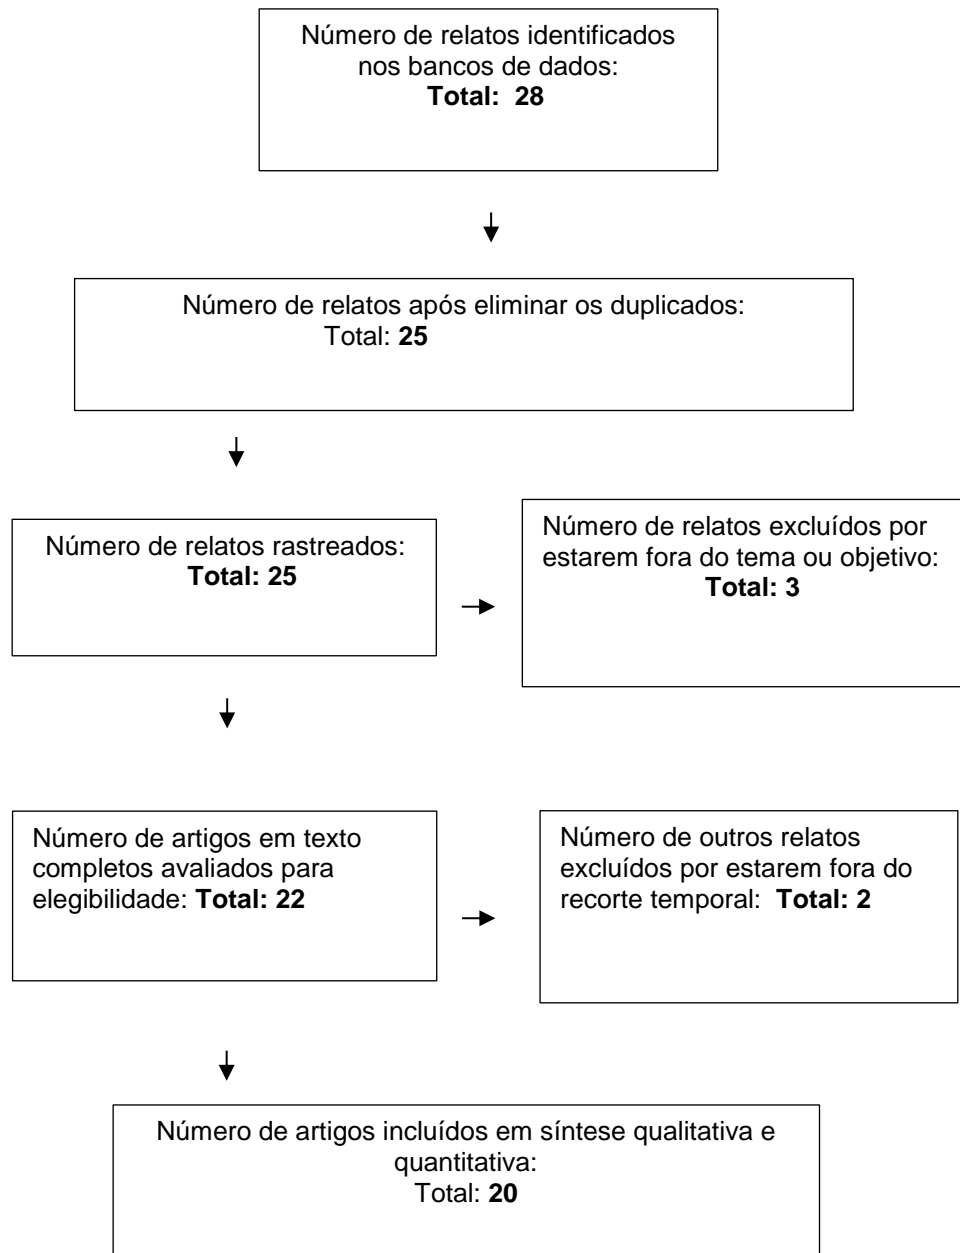 Número de relatos identificados
nos bancos de dados:
Total: 28
Número de relatos após eliminar os duplicados:
Total: 25
Número de relatos rastreados:
Total: 25
Número de relatos excluídos por
estarem fora do tema ou objetivo:
Total: 3
Número de artigos em texto
completos avaliados para
elegibilidade: Total: 22
Número de outros relatos
excluídos por estarem fora do
recorte temporal: Total: 2
Número de artigos incluídos em síntese qualitativa e
quantitativa:
Total: 20